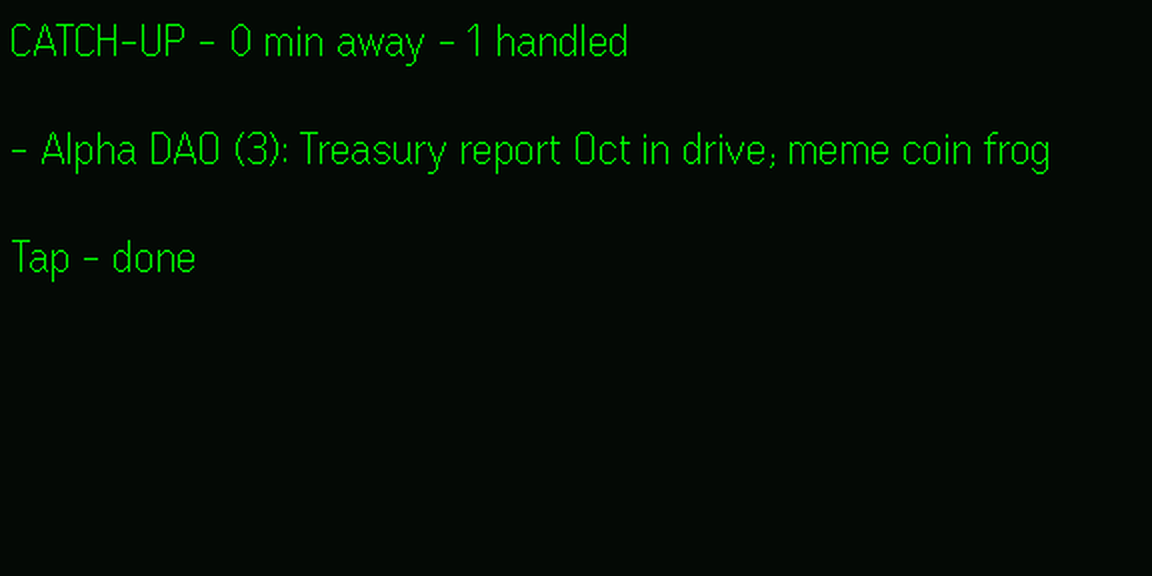 CATCH-UP - 0 min away - 1 handled
- Alpha DAO (3): Treasury report Oct in drive; meme coin frog
Tap - done